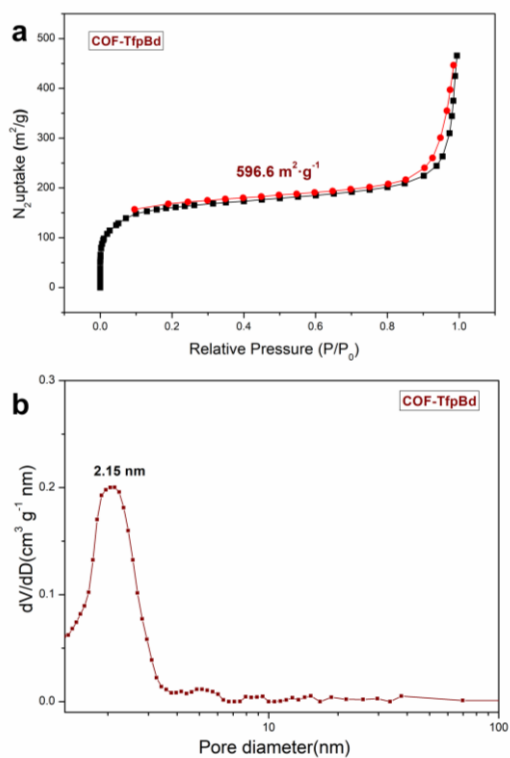 a
COF-TfpBd
500
400
300
200
100
0
N₂uptake (m²/g)
596.6 m²·g⁻¹
0.0 0.2 0.4 0.6 0.8 1.0
Relative Pressure (P/P₀)
b
COF-TfpBd
0.3
0.2
0.1
0.0
dV/dD(cm³ g⁻¹ nm)
2.15 nm
10 100
Pore diameter(nm)